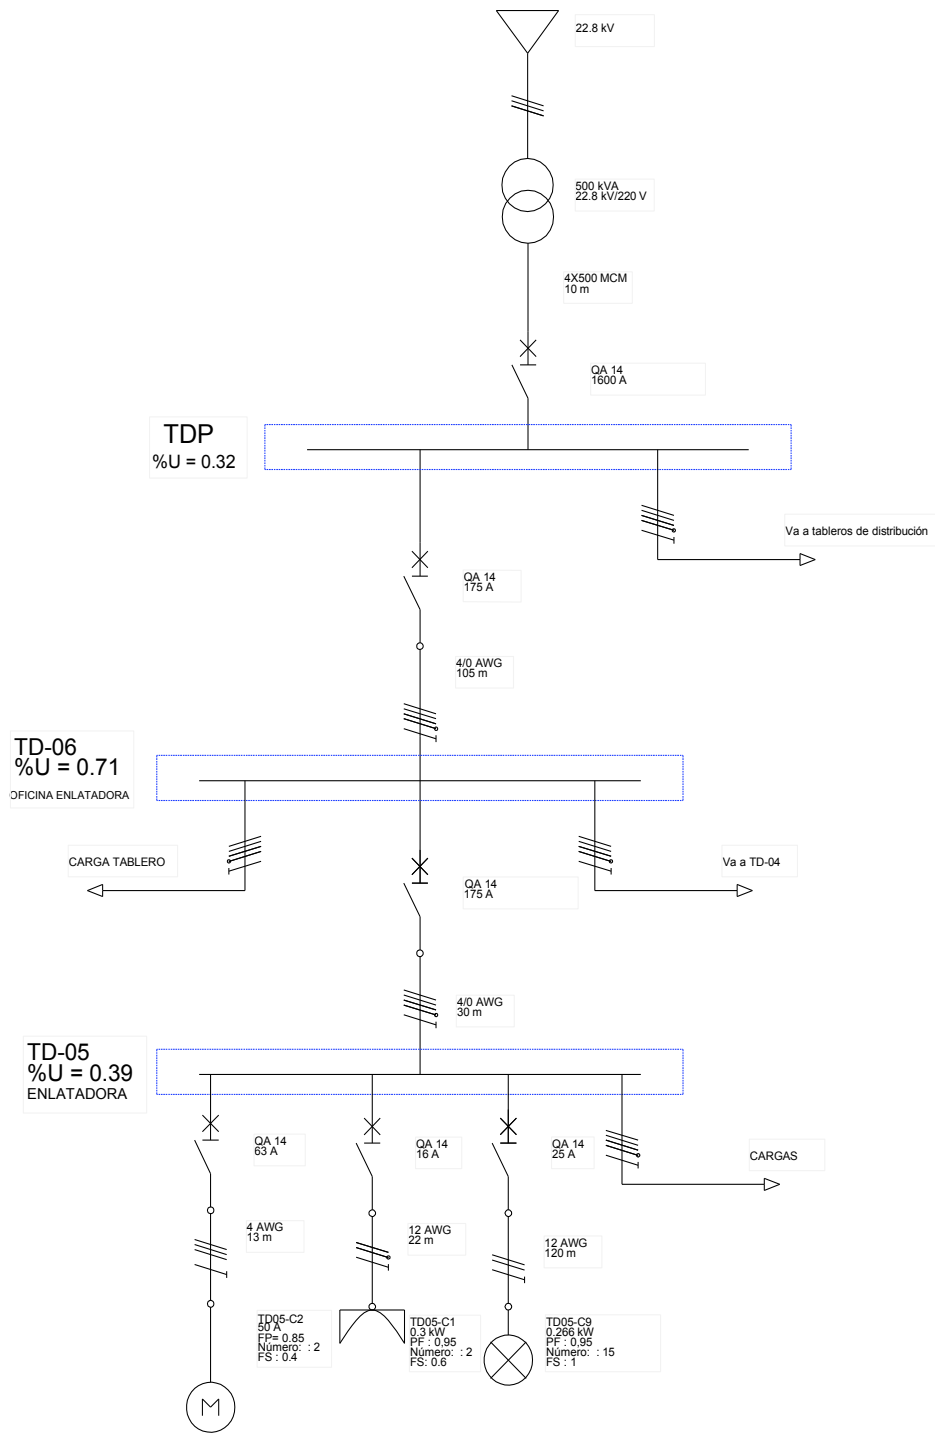 22.8 kV
500 kVA
22.8 kV/220 V
4X500 MCM
10 m
QA 14
1600 A
TDP
%U = 0.32
Va a tableros de distribución
QA 14
175 A
4/0 AWG
105 m
TD-06
%U = 0.71
OFICINA ENLATADORA
CARGA TABLERO
Va a TD-04
QA 14
175 A
4/0 AWG
30 m
TD-05
%U = 0.39
ENLATADORA
QA 14
63 A
QA 14
16 A
QA 14
25 A
CARGAS
4 AWG
13 m
12 AWG
22 m
12 AWG
120 m
TD05-C2
50 A
FP= 0.85
Número: : 2
FS : 0.4
TD05-C1
0.3 kW
PF : 0,95
Número: : 2
FS: 0.6
TD05-C9
0.266 kW
PF : 0,95
Número: : 15
FS : 1
M